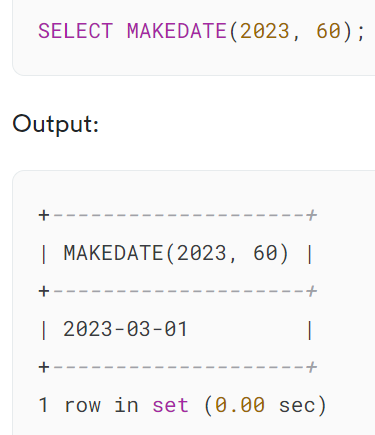 SELECT MAKEDATE(2023, 60);
Output:
+---------------------+
| MAKEDATE(2023, 60) |
+---------------------+
| 2023-03-01          |
+---------------------+
1 row in set (0.00 sec)